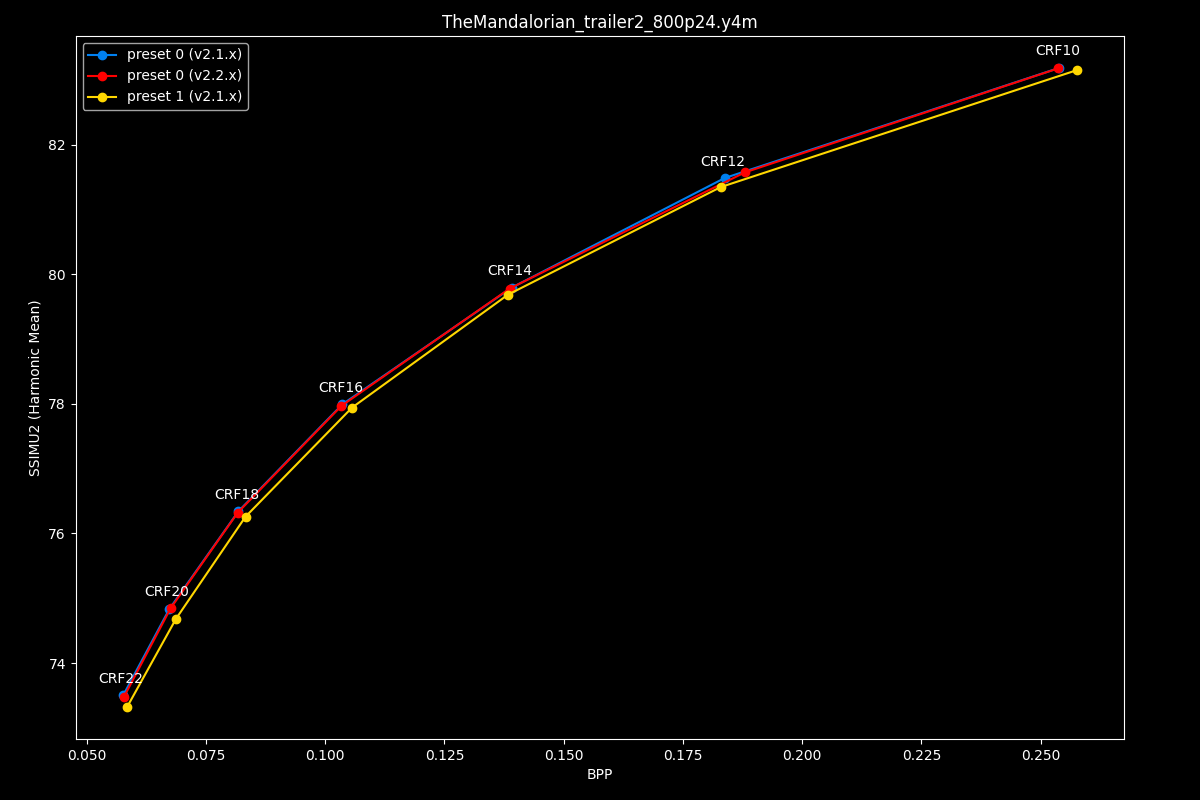 TheMandalorian_trailer2_800p24.y4m
preset 0 (v2.1.x)
preset 0 (v2.2.x)
preset 1 (v2.1.x)
CRF10
CRF12
CRF14
CRF16
CRF18
CRF20
CRF22
82
80
78
76
74
SSIMU2 (Harmonic Mean)
0.050 0.075 0.100 0.125 0.150 0.175 0.200 0.225 0.250
BPP